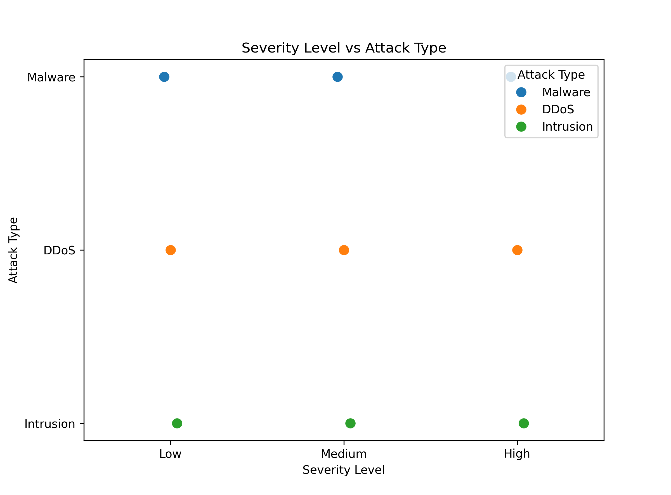 Severity Level vs Attack Type
Attack Type
Malware
DDoS
Intrusion
Malware
DDoS
Intrusion
Attack Type
Low
Medium
High
Severity Level